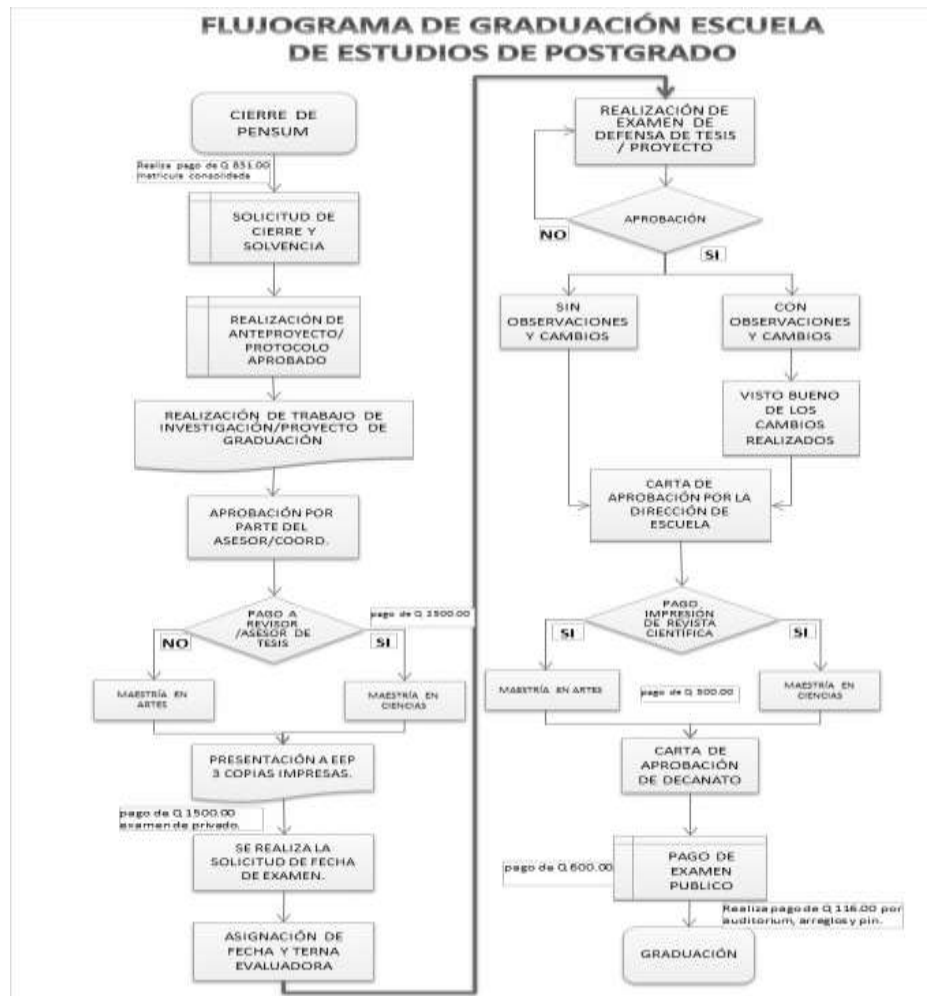 FLUJOGRAMA DE GRADUACIÓN ESCUELA
DE ESTUDIOS DE POSTGRADO
CIERRE DE
PENSUM
Realiza pago de Q 831.00
matricula consolidada
SOLICITUD DE
CIERRE Y
SOLVENCIA
REALIZACIÓN DE
ANTEPROYECTO/
PROTOCOLO
APROBADO
REALIZACIÓN DE TRABAJO DE
INVESTIGACIÓN/PROYECTO DE
GRADUACIÓN
APROBACIÓN POR
PARTE DEL
ASESOR/COORD.
PAGO A
REVISOR
/ASESOR DE
TESIS
pago de Q 2500.00
NO
SI
MAESTRÍA EN
ARTES
MAESTRÍA EN
CIENCIAS
PRESENTACIÓN A EEP
3 COPIAS IMPRESAS.
pago de Q 1500.00
examen de privado.
SE REALIZA LA
SOLICITUD DE FECHA
DE EXAMEN.
ASIGNACIÓN DE
FECHA Y TERNA
EVALUADORA
REALIZACIÓN DE
EXAMEN DE
DEFENSA DE TESIS
/ PROYECTO
APROBACIÓN
NO
SI
SIN
OBSERVACIONES
Y CAMBIOS
CON
OBSERVACIONES
Y CAMBIOS
VISTO BUENO
DE LOS
CAMBIOS
REALIZADOS
CARTA DE
APROBACIÓN POR LA
DIRECCIÓN DE
ESCUELA
PAGO
IMPRESIÓN
DE REVISTA
CIENTÍFICA
SI
SI
MAESTRÍA EN ARTES
pago de Q 500.00
MAESTRÍA EN
CIENCIAS
CARTA DE
APROBACIÓN
DE DECANATO
pago de Q 600.00
PAGO DE
EXAMEN
PUBLICO
Realiza pago de Q 116.00 por
auditorium, arreglos y pin.
GRADUACIÓN